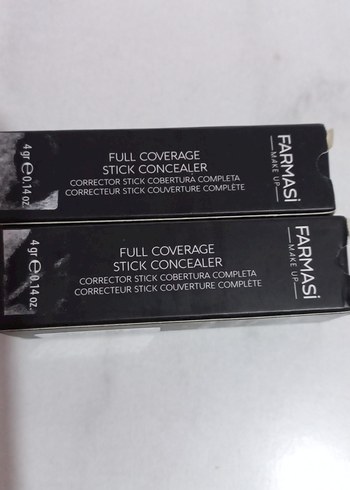 FULL COVERAGE
STICK CONCEALER
CORRECTOR STICK COBERTURA COMPLETA
CORRECTEUR STICK COUVERTURE COMPLÈTE
4 gr ℮ 0.14 oz.
FARMASi
MAKE UP
FULL COVERAGE
STICK CONCEALER
CORRECTOR STICK COBERTURA COMPLETA
CORRECTEUR STICK COUVERTURE COMPLÈTE
4 gr ℮ 0.14 oz.
FARMASi
MAKE UP